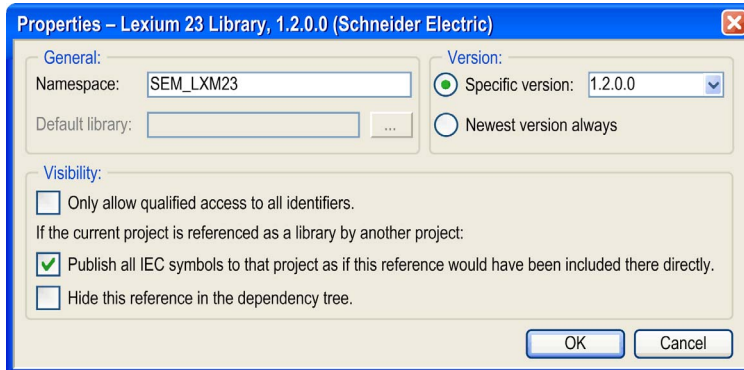 Properties – Lexium 23 Library, 1.2.0.0 (Schneider Electric)
General:
Namespace: SEM_LXM23
Default library: ...
Version:
Specific version: 1.2.0.0
Newest version always
Visibility:
Only allow qualified access to all identifiers.
If the current project is referenced as a library by another project:
Publish all IEC symbols to that project as if this reference would have been included there directly.
Hide this reference in the dependency tree.
OK Cancel